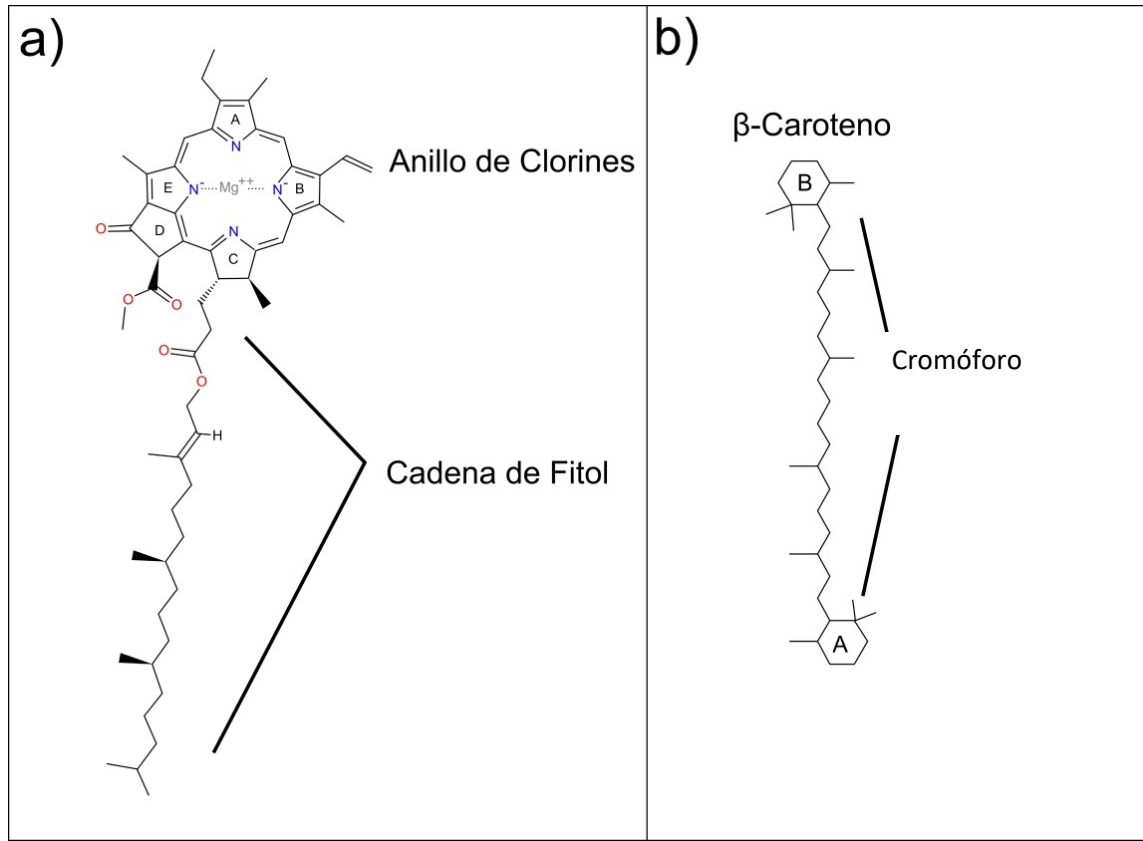 a)
A
N
Anillo de Clorines
E
N-
Mg++
N-
B
D
O
N
C
O
O
O
O
H
Cadena de Fitol
b)
β-Caroteno
B
Cromóforo
A